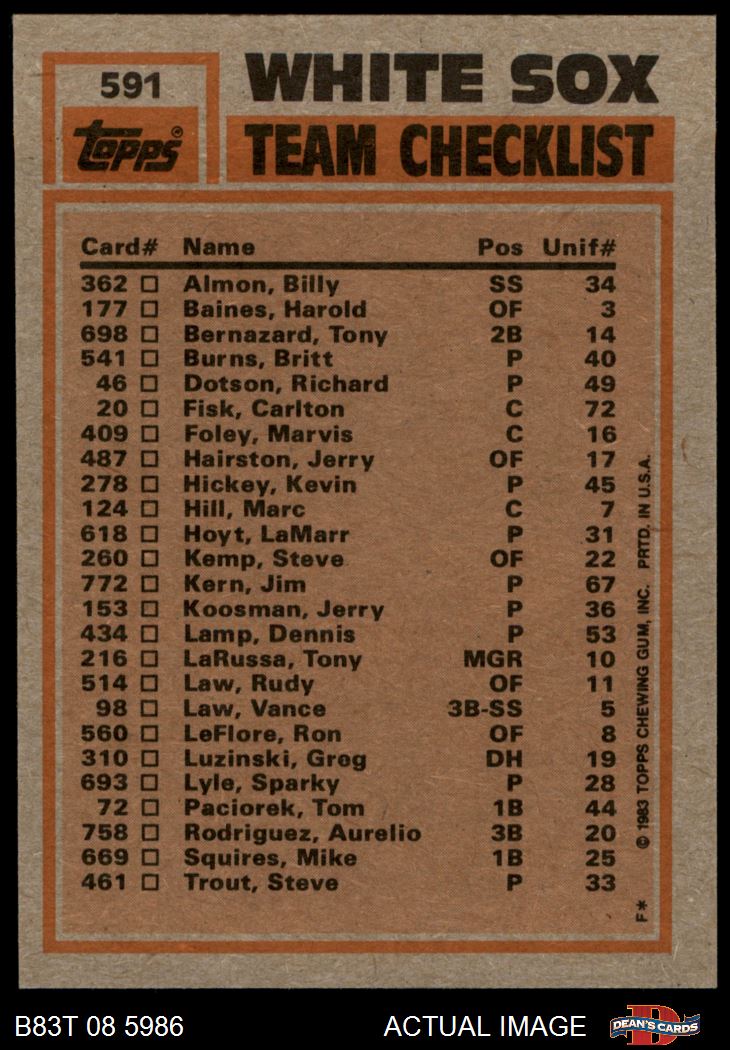 591
WHITE SOX
topps®
TEAM CHECKLIST
Card# Name Pos Unif#
362 □ Almon, Billy SS 34
177 □ Baines, Harold OF 3
698 □ Bernazard, Tony 2B 14
541 □ Burns, Britt P 40
46 □ Dotson, Richard P 49
20 □ Fisk, Carlton C 72
409 □ Foley, Marvis C 16
487 □ Hairston, Jerry OF 17
278 □ Hickey, Kevin P 45
124 □ Hill, Marc C 7
618 □ Hoyt, LaMarr P 31
260 □ Kemp, Steve OF 22
772 □ Kern, Jim P 67
153 □ Koosman, Jerry P 36
434 □ Lamp, Dennis P 53
216 □ LaRussa, Tony MGR 10
514 □ Law, Rudy OF 11
98 □ Law, Vance 3B-SS 5
560 □ LeFlore, Ron OF 8
310 □ Luzinski, Greg DH 19
693 □ Lyle, Sparky P 28
72 □ Paciorek, Tom 1B 44
758 □ Rodriguez, Aurelio 3B 20
669 □ Squires, Mike 1B 25
461 □ Trout, Steve P 33
F* © 1983 TOPPS CHEWING GUM, INC. PRTD. IN U.S.A.
B83T 08 5986 ACTUAL IMAGE
DEAN'S CARDS